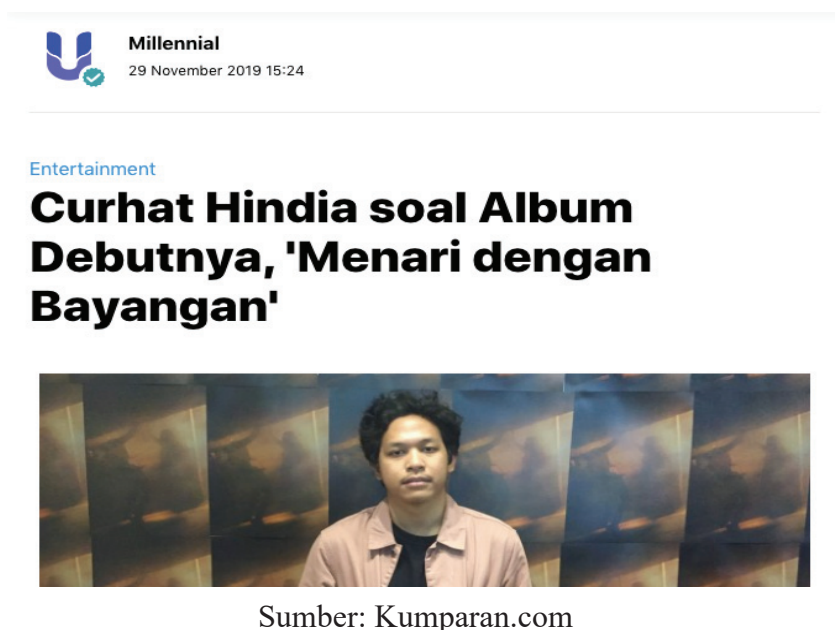 Millennial
29 November 2019 15:24
Entertainment
Curhat Hindia soal Album
Debutnya, 'Menari dengan
Bayangan'
Sumber: Kumparan.com